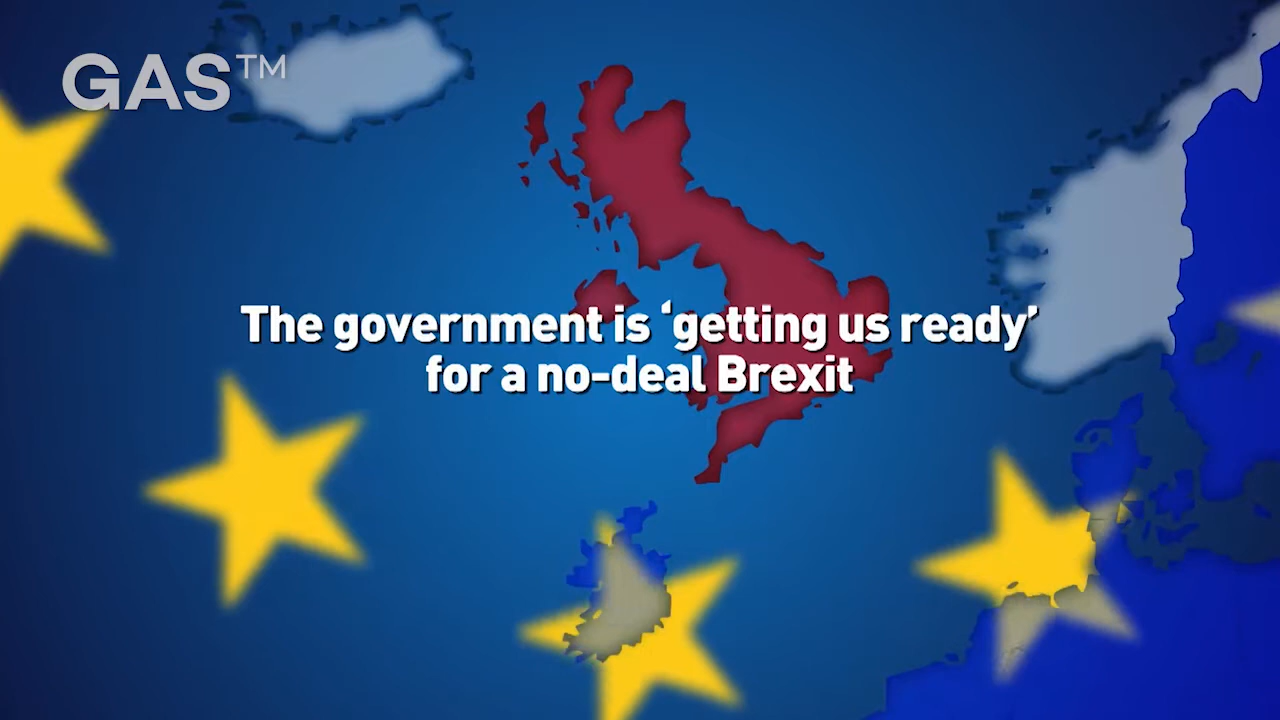 GAS™
The government is ‘getting us ready’
for a no-deal Brexit